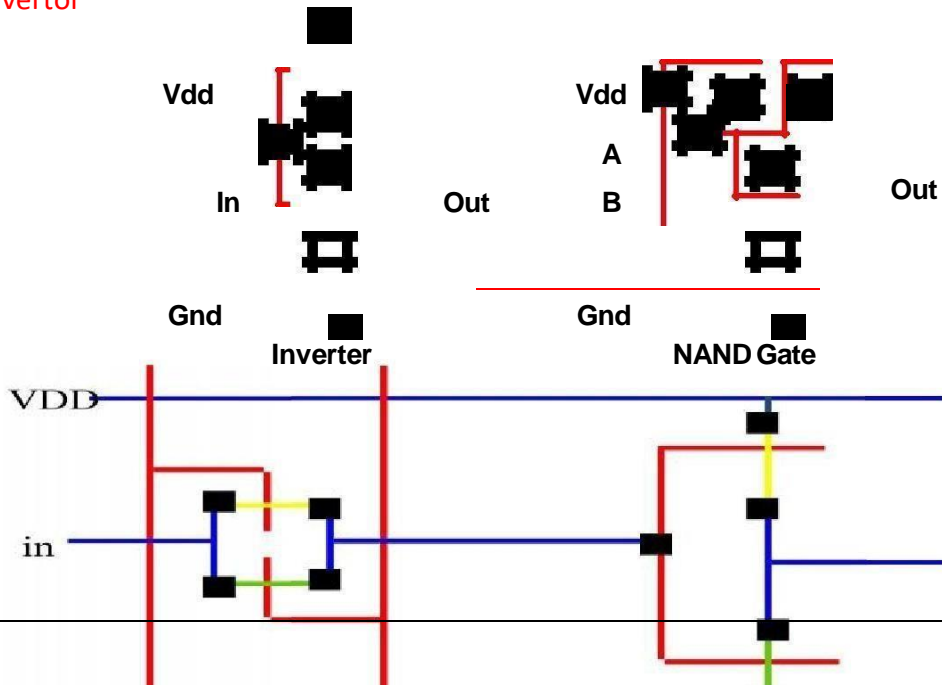 vertor
Vdd
Vdd
A
In
Out
B
Out
Gnd
Gnd
Inverter
NAND Gate
VDD
in